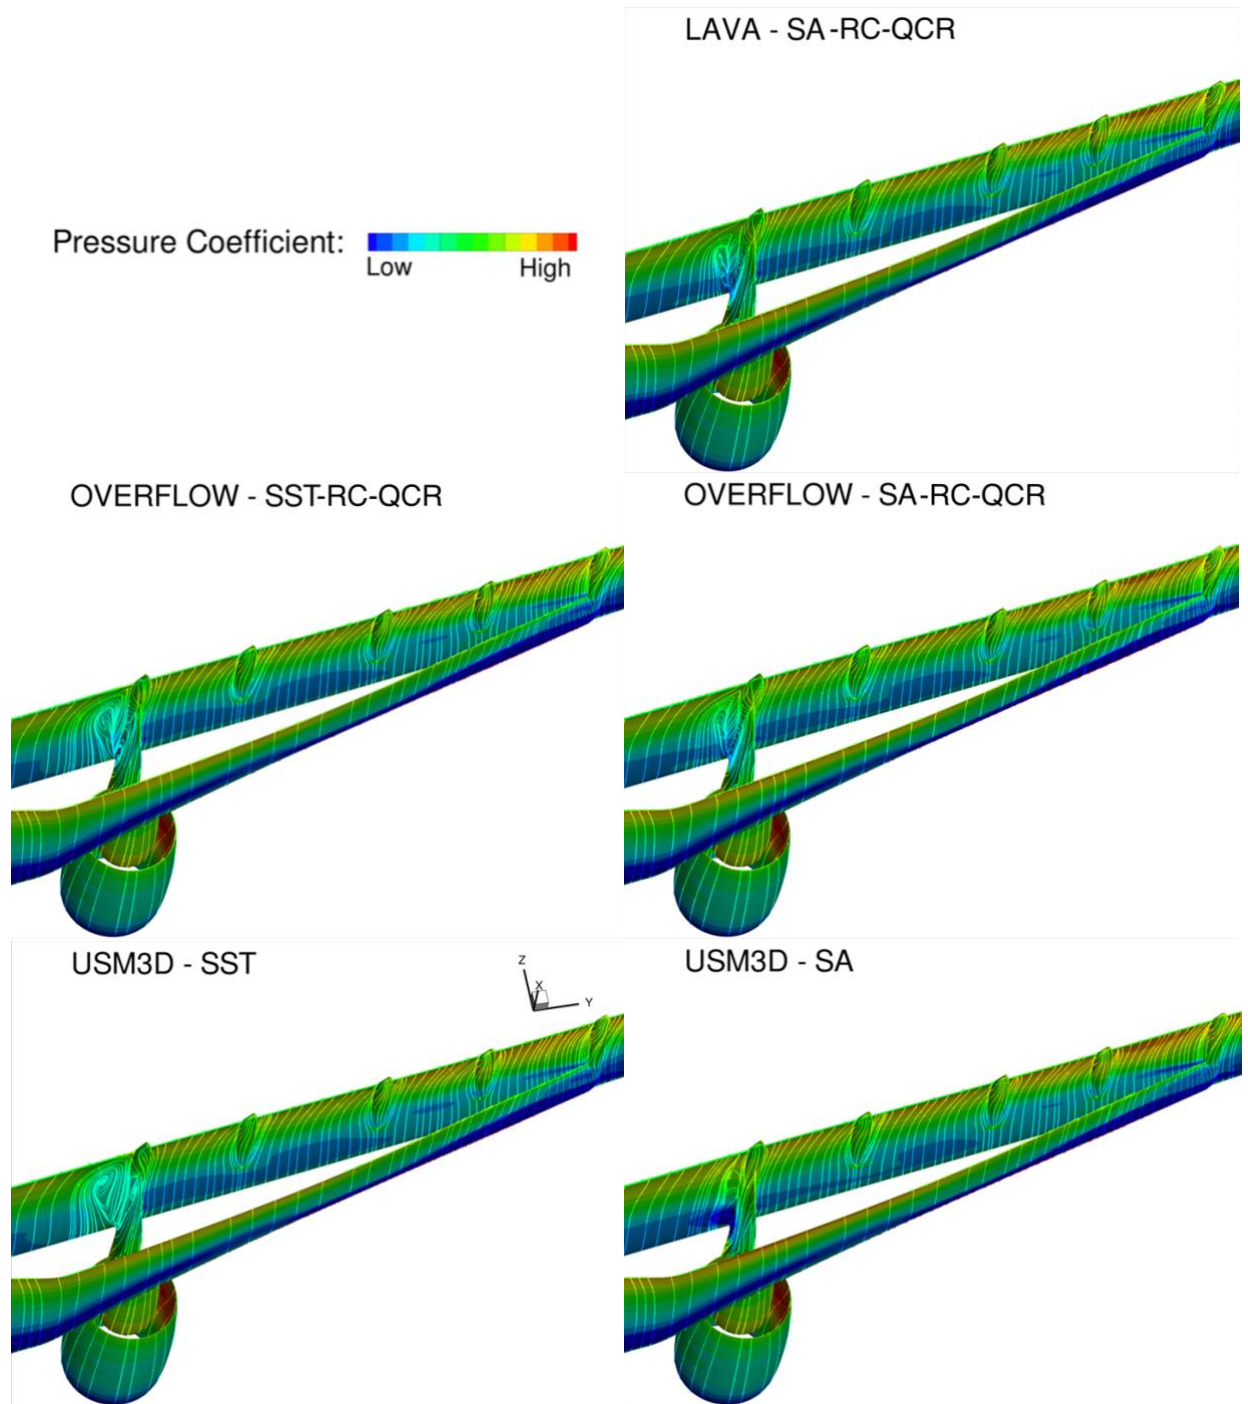 LAVA - SA-RC-QCR
Pressure Coefficient:
Low High
OVERFLOW - SST-RC-QCR
OVERFLOW - SA-RC-QCR
USM3D - SST
USM3D - SA
Z
X
Y